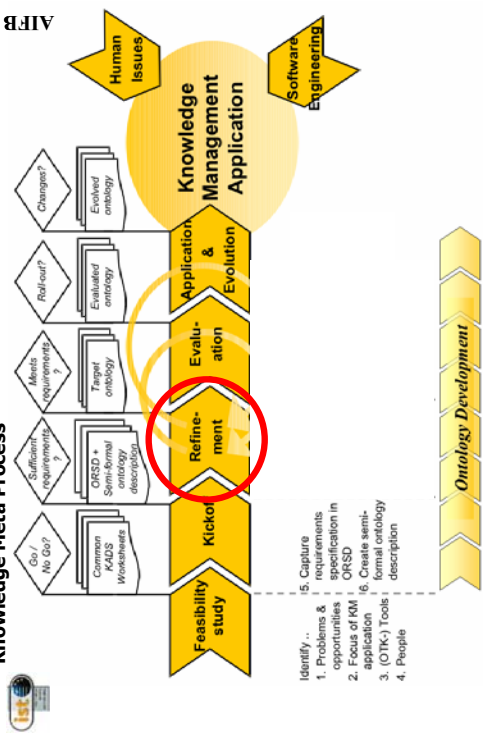 AIFB
Knowledge Meta Process
ist
Go /
No Go?
Sufficient
requirements
?
Meets
requirements
?
Roll-out?
Changes?
Common
KADS
Worksheets
ORSD +
Semi-formal
ontology
description
Target
ontology
Evaluated
ontology
Evolved
ontology
Feasibility
study
Kickoff
Refine-
ment
Evalu-
ation
Application
&
Evolution
Human
Issues
Knowledge
Management
Application
Software
Engineering
Identify ..
1. Problems &
opportunities
2. Focus of KM
application
3. (OTK-) Tools
4. People
5. Capture
requirements
specification in
ORSD
6. Create semi-
formal ontology
description
Ontology Development